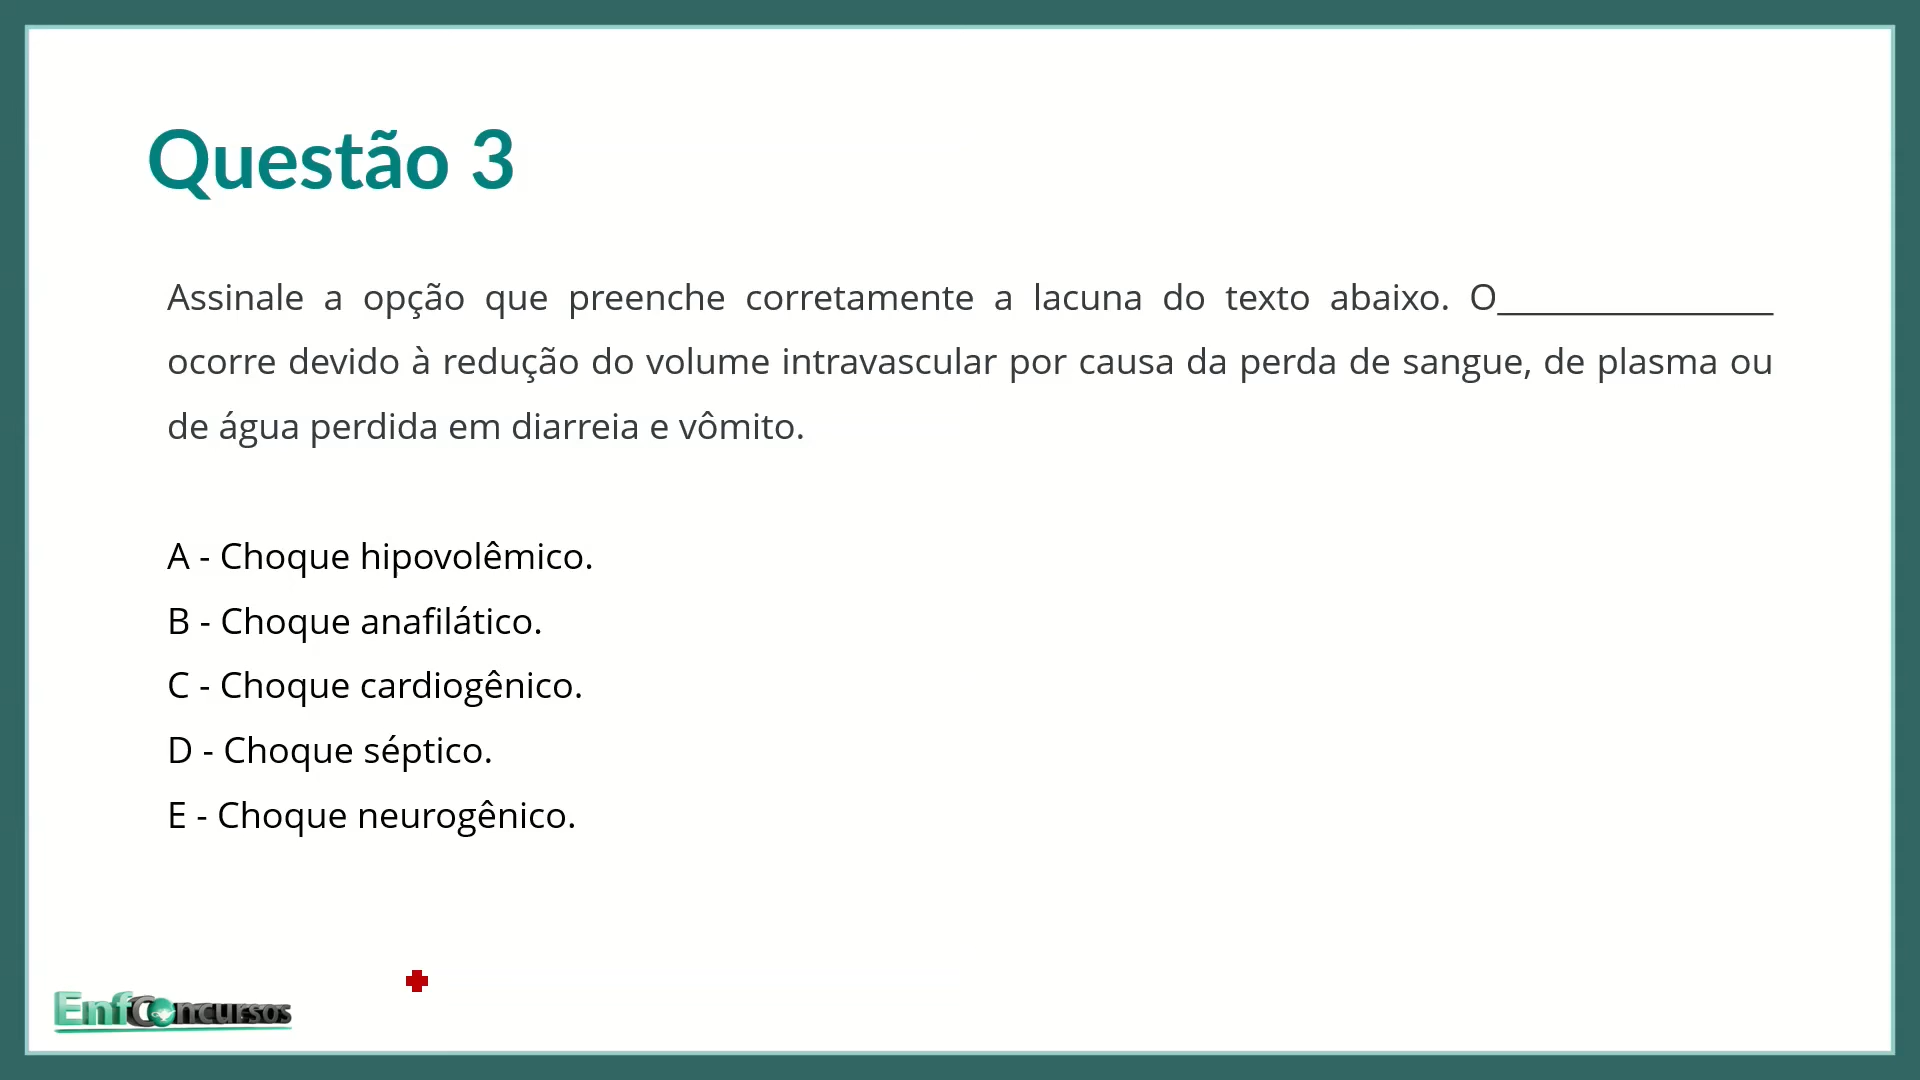 Questão 3
Assinale a opção que preenche corretamente a lacuna do texto abaixo. O_______________
ocorre devido à redução do volume intravascular por causa da perda de sangue, de plasma ou
de água perdida em diarreia e vômito.
A - Choque hipovolêmico.
B - Choque anafilático.
C - Choque cardiogênico.
D - Choque séptico.
E - Choque neurogênico.
EnfConcursos